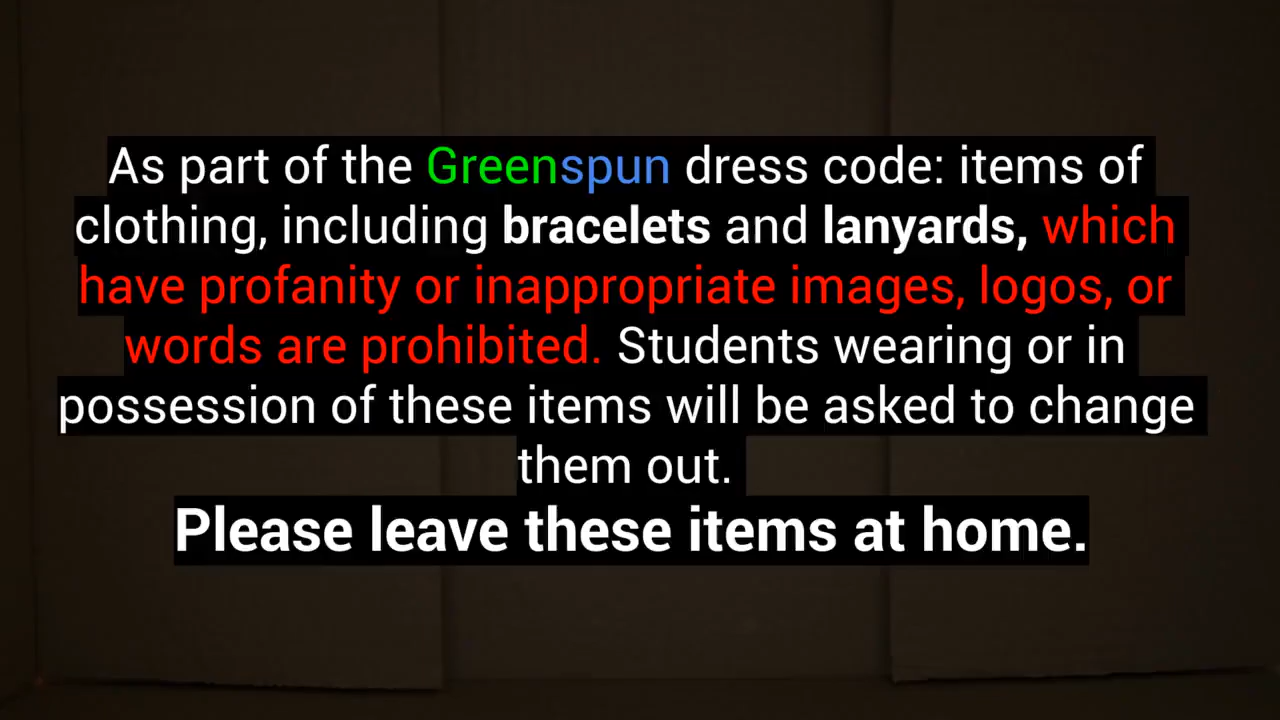 As part of the Greenspun dress code: items of
clothing, including bracelets and lanyards, which
have profanity or inappropriate images, logos, or
words are prohibited. Students wearing or in
possession of these items will be asked to change
them out.
Please leave these items at home.